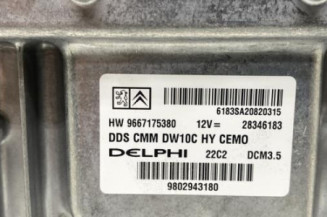 6183SA20820315
HW 9667175380 12V= 28346183
DDS CMM DW10C HY CEMO
DELPHI 22C2 DCM3.5
9802943180